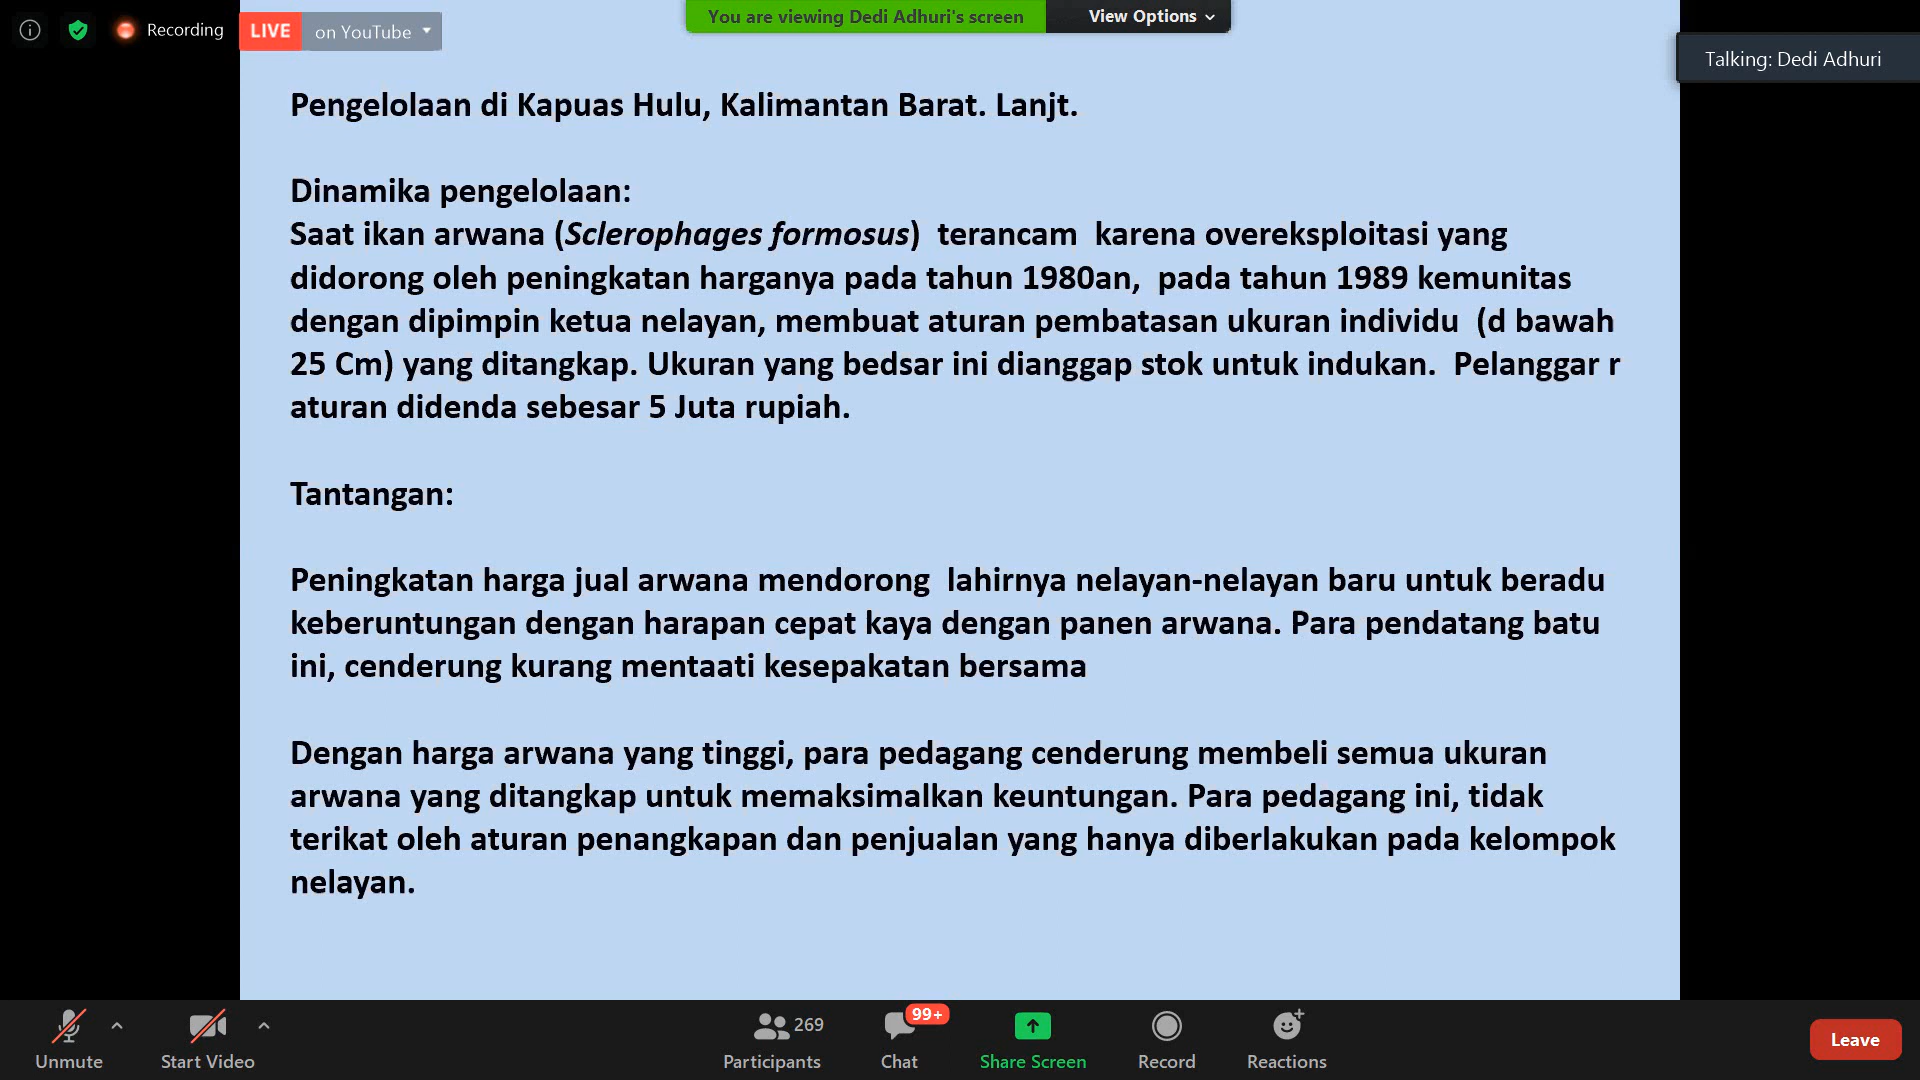 Recording
LIVE on YouTube
You are viewing Dedi Adhuri's screen
View Options
Talking: Dedi Adhuri
Pengelolaan di Kapuas Hulu, Kalimantan Barat. Lanjt.
Dinamika pengelolaan:
Saat ikan arwana (Sclerophages formosus) terancam karena overeksploitasi yang
didorong oleh peningkatan harganya pada tahun 1980an, pada tahun 1989 kemunitas
dengan dipimpin ketua nelayan, membuat aturan pembatasan ukuran individu (d bawah
25 Cm) yang ditangkap. Ukuran yang bedsar ini dianggap stok untuk indukan. Pelanggar r
aturan didenda sebesar 5 Juta rupiah.
Tantangan:
Peningkatan harga jual arwana mendorong lahirnya nelayan-nelayan baru untuk beradu
keberuntungan dengan harapan cepat kaya dengan panen arwana. Para pendatang batu
ini, cenderung kurang mentaati kesepakatan bersama
Dengan harga arwana yang tinggi, para pedagang cenderung membeli semua ukuran
arwana yang ditangkap untuk memaksimalkan keuntungan. Para pedagang ini, tidak
terikat oleh aturan penangkapan dan penjualan yang hanya diberlakukan pada kelompok
nelayan.
269
99+
Unmute
Start Video
Participants
Chat
Share Screen
Record
Reactions
Leave